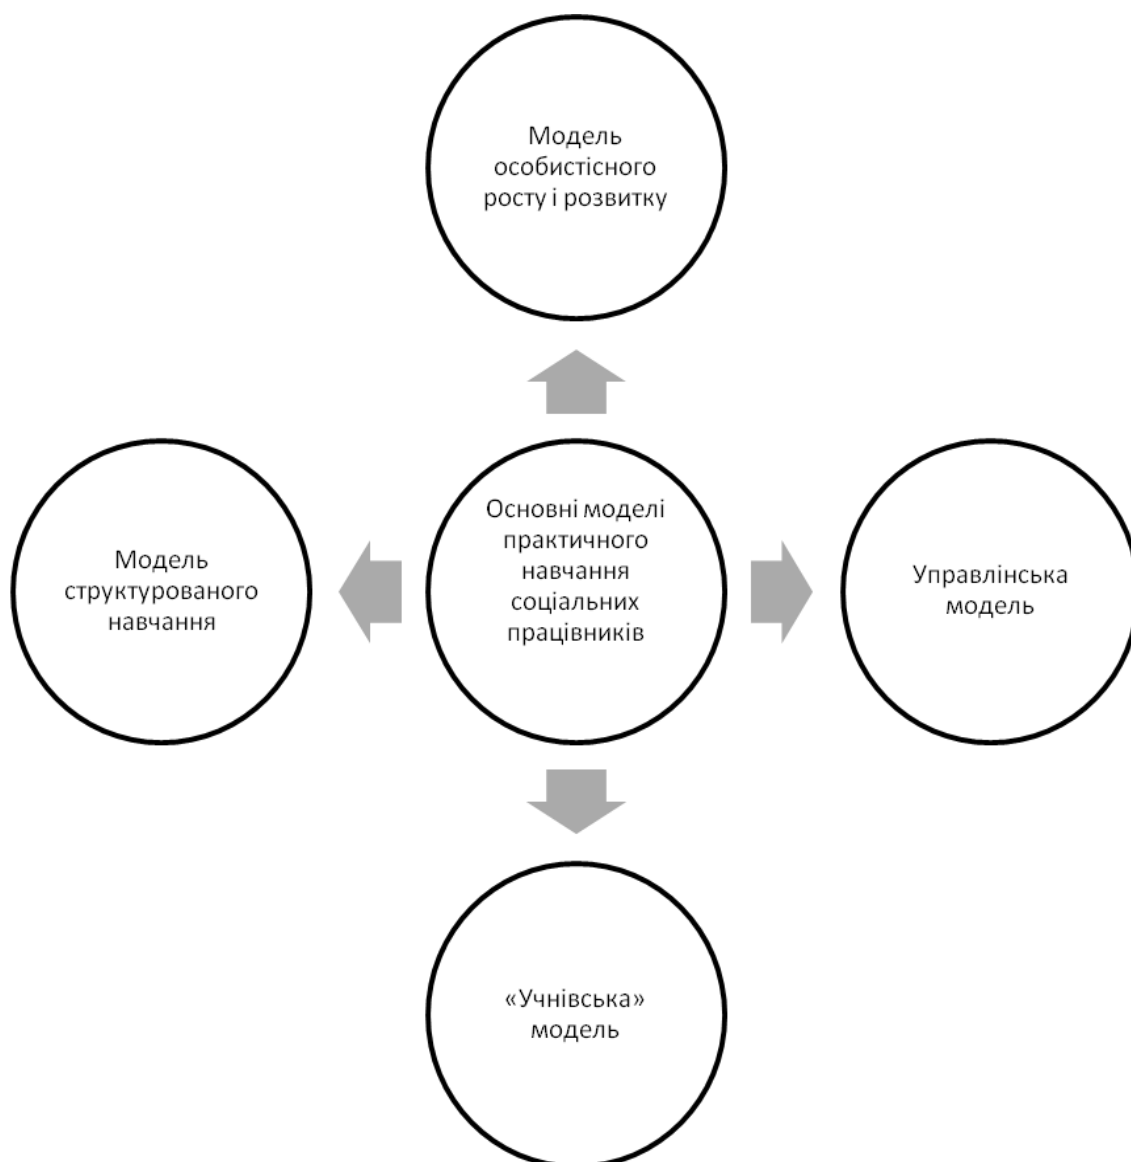 Модель
особистісного
росту і розвитку
Модель
структурованого
навчання
Основні моделі
практичного
навчання
соціальних
працівників
Управлінська
модель
«Учнівська»
модель